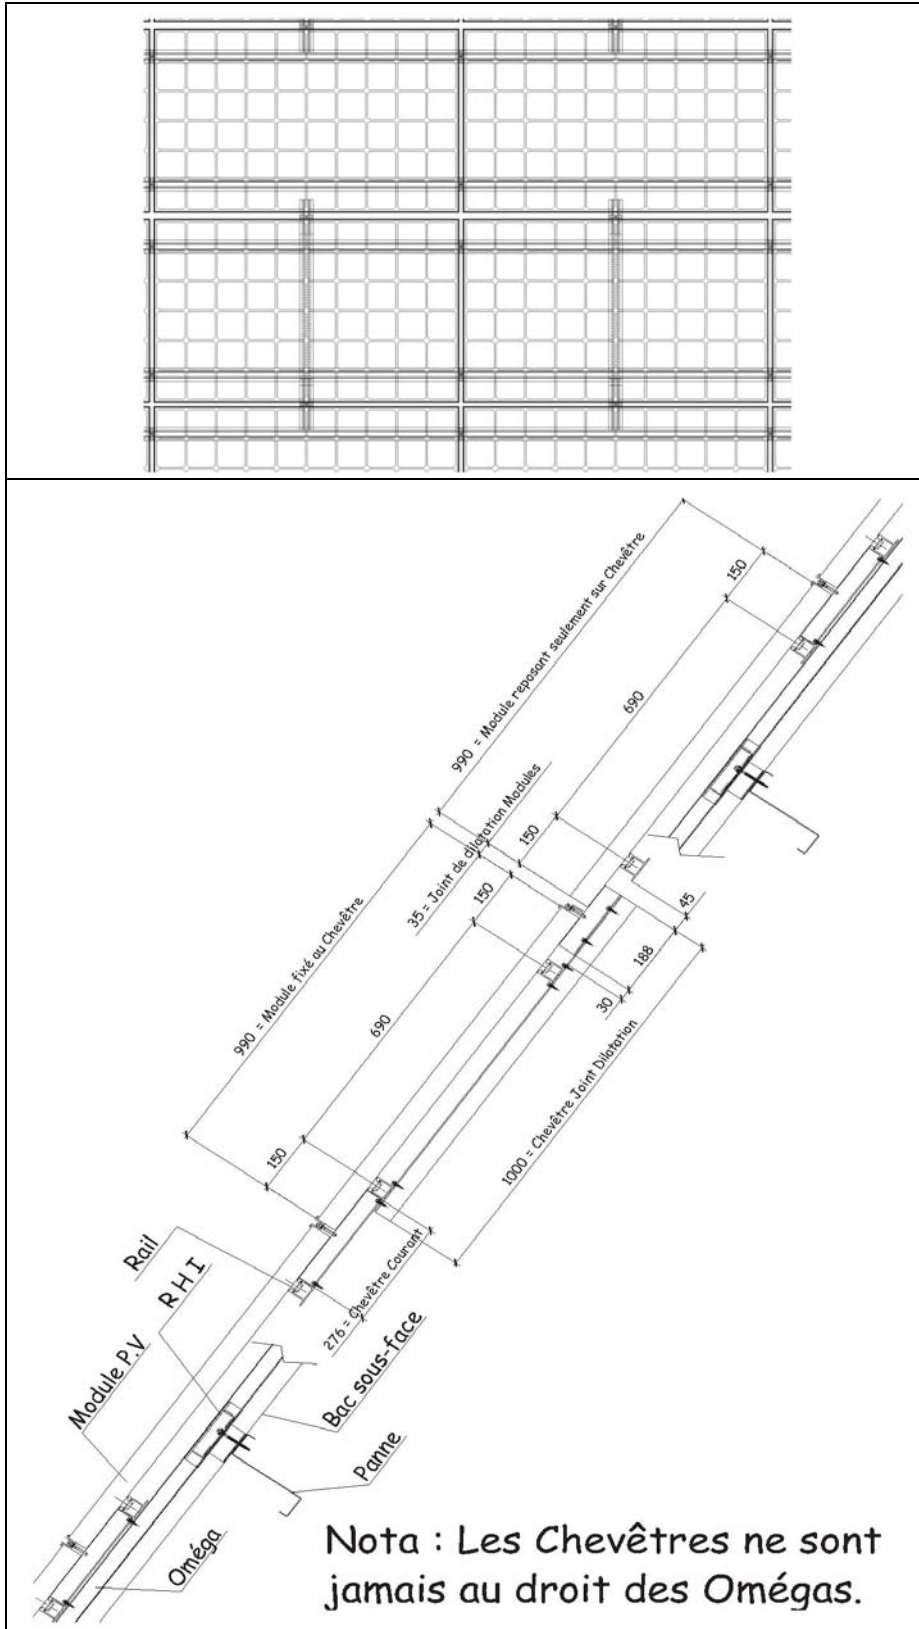 990 = Module reposant seulement sur Chevêtre
150
690
150
35 = Joint de dilatation Modules
990 = Module fixé au Chevêtre
150
690
150
45
188
30
1000 = Chevêtre Joint Dilatation
276 = Chevêtre Courant
Rail
R H I
Module P.V
Bac sous-face
Panne
Oméga
Nota : Les Chevêtres ne sont
jamais au droit des Omégas.